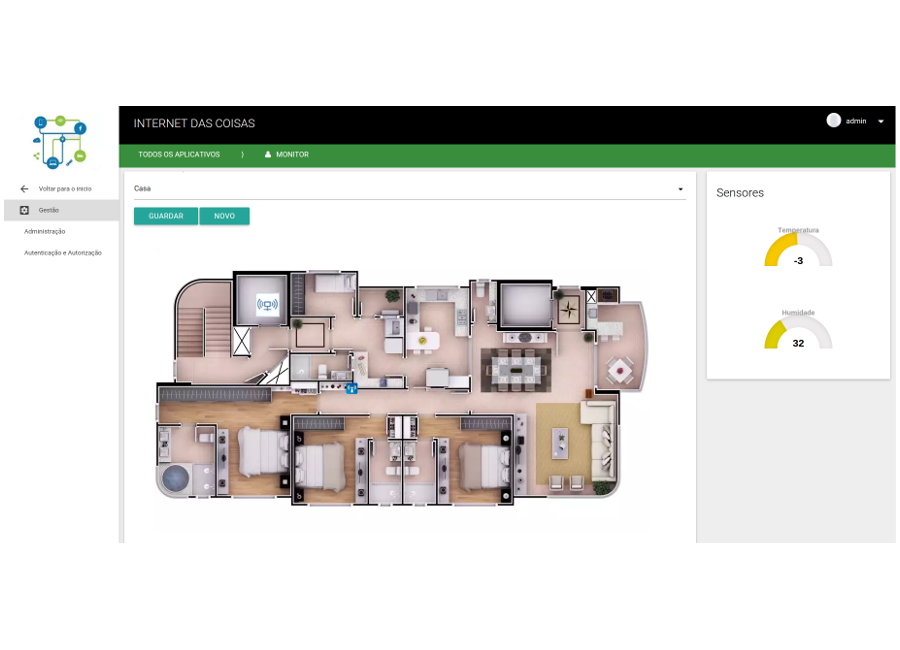 INTERNET DAS COISAS
admin
TODOS OS APLICATIVOS ) MONITOR
Voltar para o inicio
Gestão
Administração
Autenticação e Autorização
Casa
GUARDAR
NOVO
Sensores
Temperatura
-3
Humidade
32